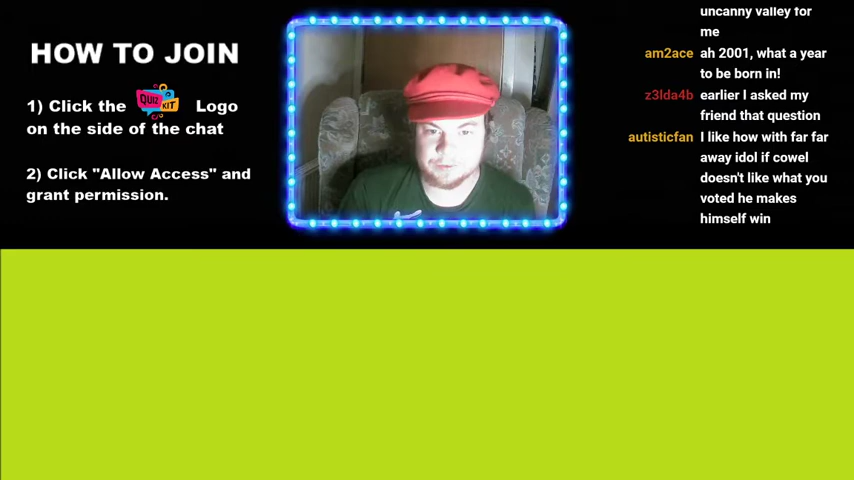 HOW TO JOIN
1) Click the QUIZ KIT Logo
on the side of the chat
2) Click "Allow Access" and
grant permission.
uncanny valley for
me
am2ace ah 2001, what a year
to be born in!
z3lda4b earlier I asked my
friend that question
autisticfan I like how with far far
away idol if cowel
doesn't like what you
voted he makes
himself win